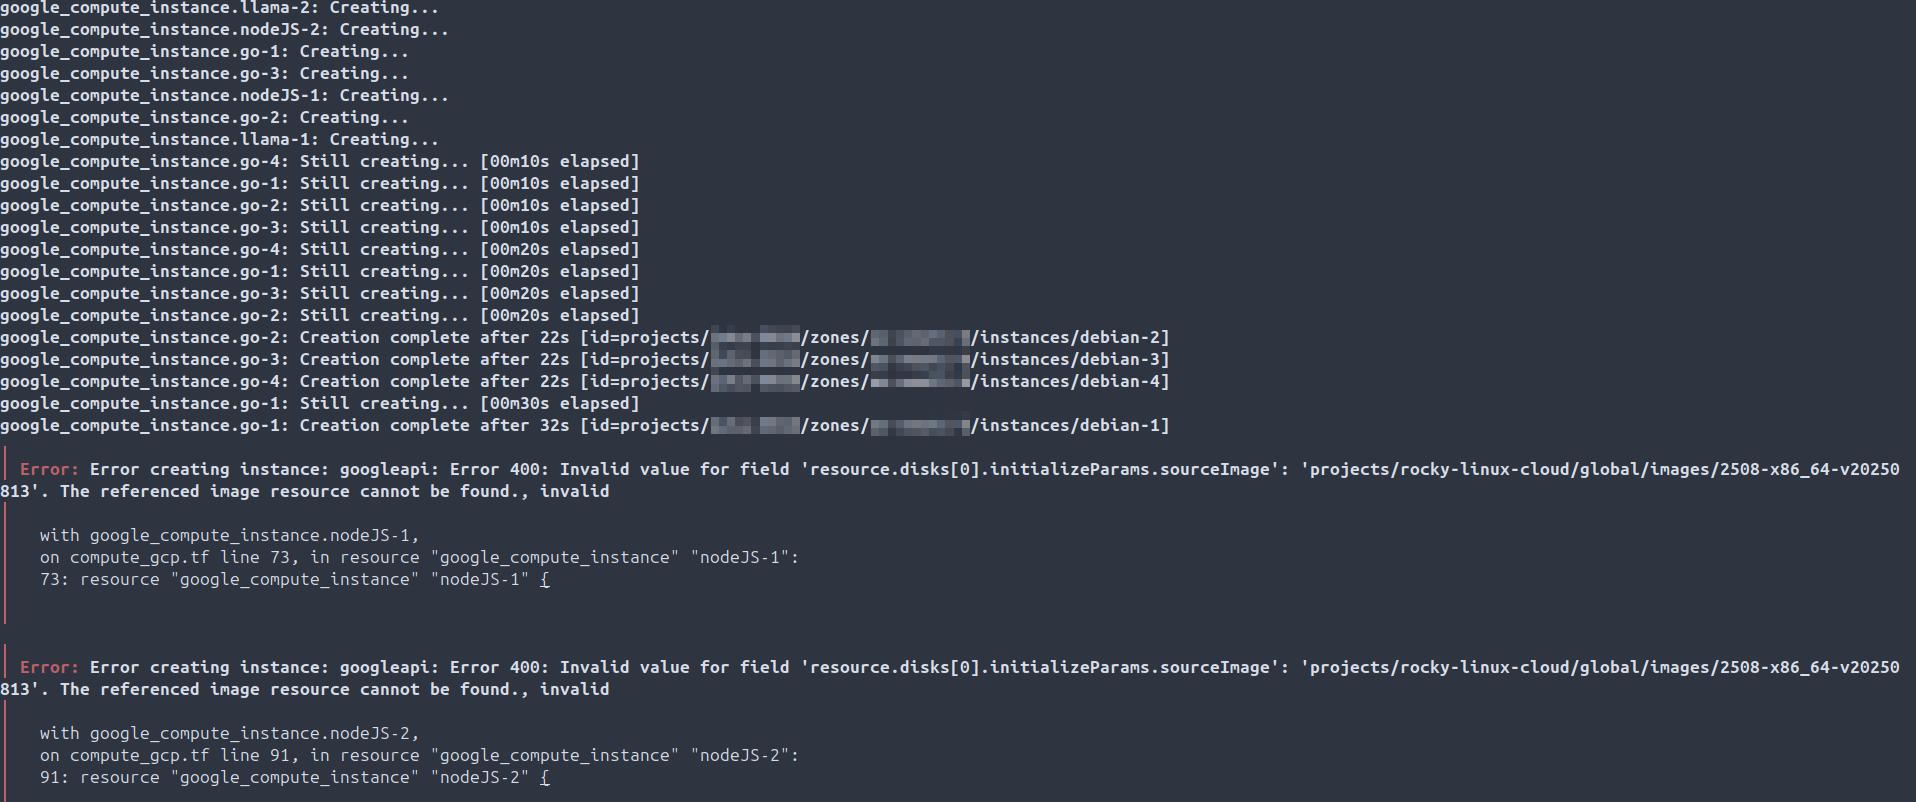 google_compute_instance.llama-2: Creating...
google_compute_instance.nodeJS-2: Creating...
google_compute_instance.go-1: Creating...
google_compute_instance.go-3: Creating...
google_compute_instance.nodeJS-1: Creating...
google_compute_instance.go-2: Creating...
google_compute_instance.llama-1: Creating...
google_compute_instance.go-4: Still creating... [00m10s elapsed]
google_compute_instance.go-1: Still creating... [00m10s elapsed]
google_compute_instance.go-2: Still creating... [00m10s elapsed]
google_compute_instance.go-3: Still creating... [00m10s elapsed]
google_compute_instance.go-4: Still creating... [00m20s elapsed]
google_compute_instance.go-1: Still creating... [00m20s elapsed]
google_compute_instance.go-3: Still creating... [00m20s elapsed]
google_compute_instance.go-2: Still creating... [00m20s elapsed]
google_compute_instance.go-2: Creation complete after 22s [id=projects/ /zones/ /instances/debian-2]
google_compute_instance.go-3: Creation complete after 22s [id=projects/ /zones/ /instances/debian-3]
google_compute_instance.go-4: Creation complete after 22s [id=projects/ /zones/ /instances/debian-4]
google_compute_instance.go-1: Still creating... [00m30s elapsed]
google_compute_instance.go-1: Creation complete after 32s [id=projects/ /zones/ /instances/debian-1]
Error: Error creating instance: googleapi: Error 400: Invalid value for field 'resource.disks[0].initializeParams.sourceImage': 'projects/rocky-linux-cloud/global/images/2508-x86_64-v20250
813'. The referenced image resource cannot be found., invalid
with google_compute_instance.nodeJS-1,
on compute_gcp.tf line 73, in resource "google_compute_instance" "nodeJS-1":
73: resource "google_compute_instance" "nodeJS-1" {
Error: Error creating instance: googleapi: Error 400: Invalid value for field 'resource.disks[0].initializeParams.sourceImage': 'projects/rocky-linux-cloud/global/images/2508-x86_64-v20250
813'. The referenced image resource cannot be found., invalid
with google_compute_instance.nodeJS-2,
on compute_gcp.tf line 91, in resource "google_compute_instance" "nodeJS-2":
91: resource "google_compute_instance" "nodeJS-2" {